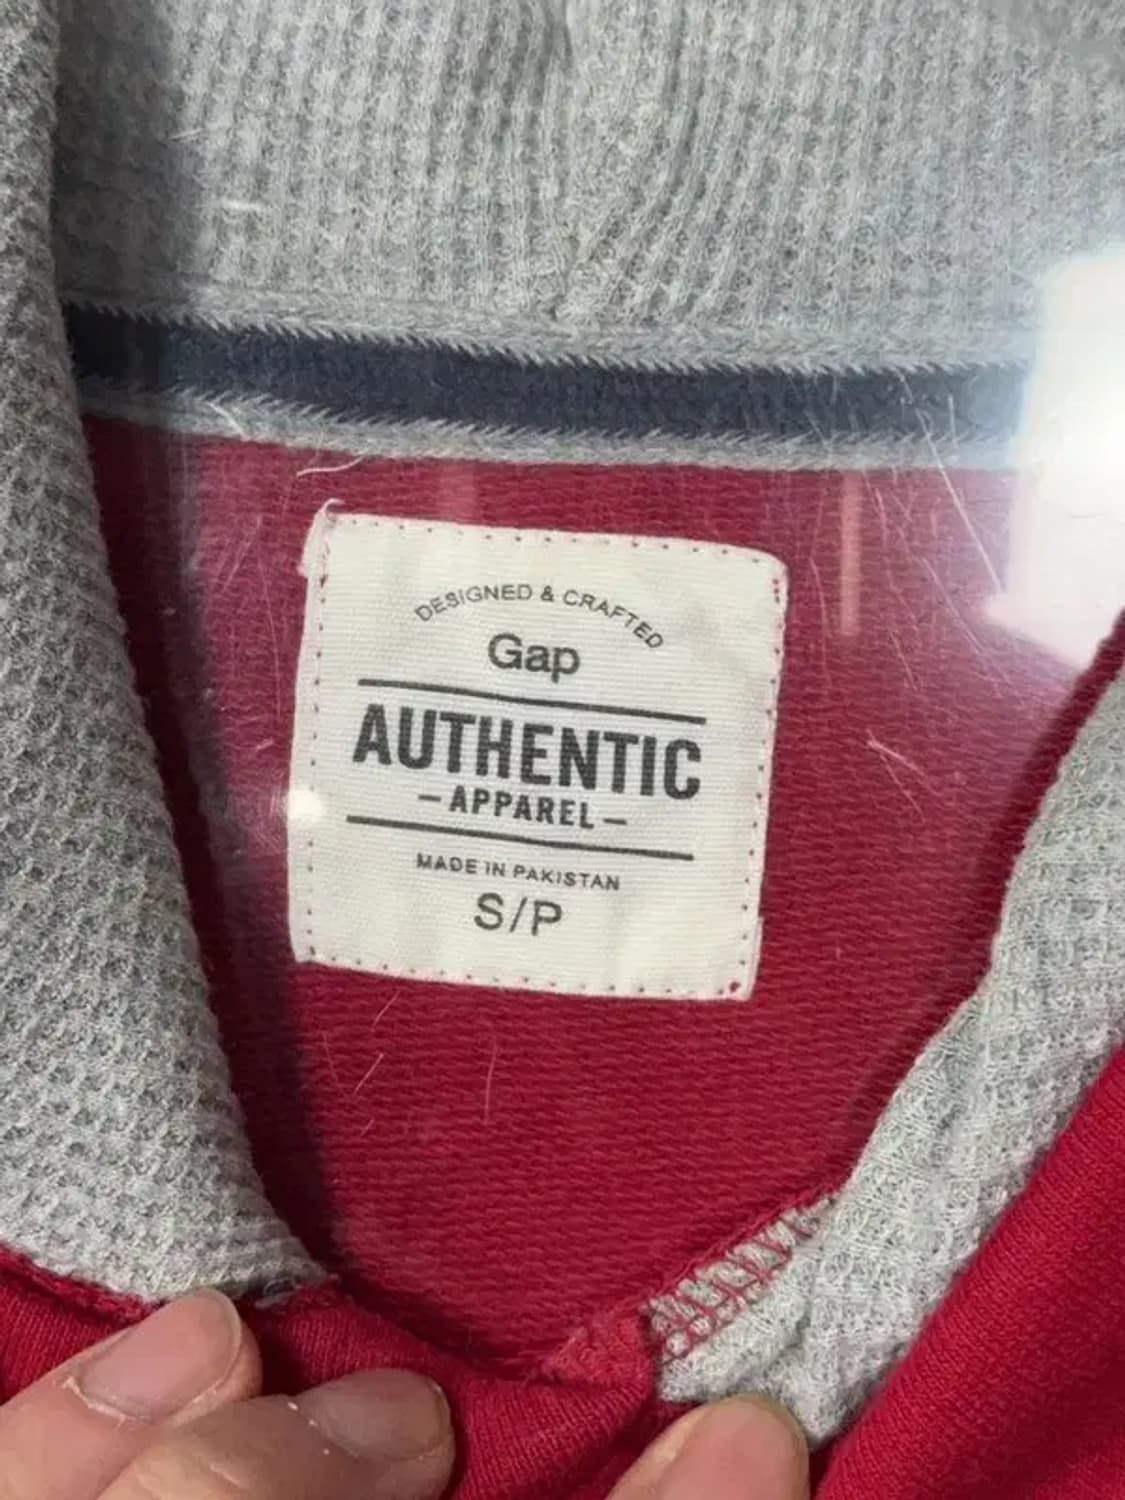 DESIGNED & CRAFTED
Gap
AUTHENTIC
-APPAREL-
MADE IN PAKISTAN
S/P